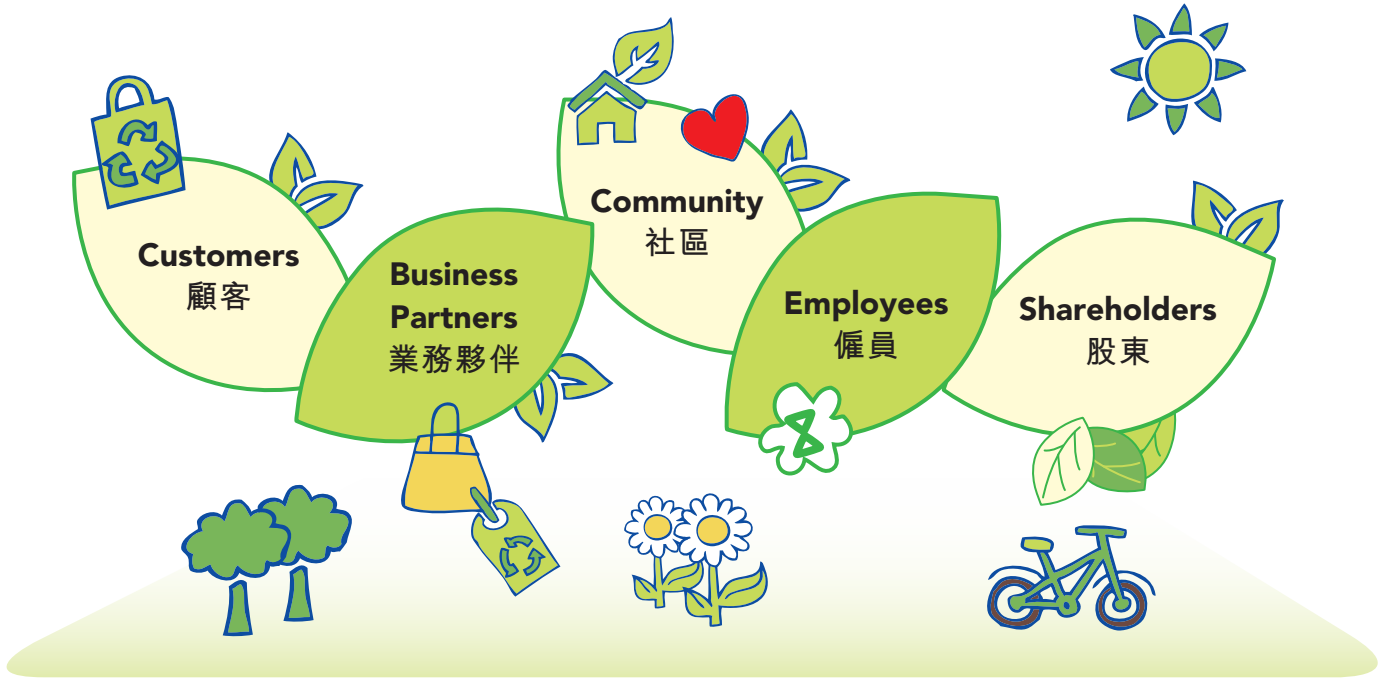 Customers
顧客
Business
Partners
業務夥伴
Community
社區
Employees
僱員
Shareholders
股東